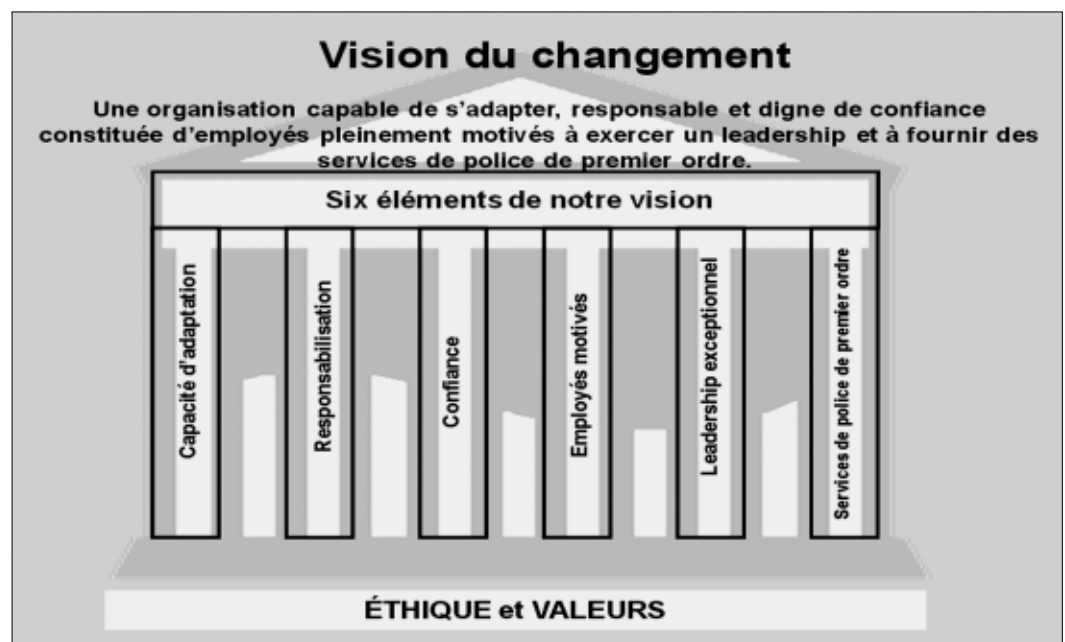 Vision du changement
Une organisation capable de s’adapter, responsable et digne de confiance
constituée d’employés pleinement motivés à exercer un leadership et à fournir des
services de police de premier ordre.
Six éléments de notre vision
Capacité d’adaptation
Responsabilisation
Confiance
Employés motivés
Leadership exceptionnel
Services de police de premier ordre
ÉTHIQUE et VALEURS